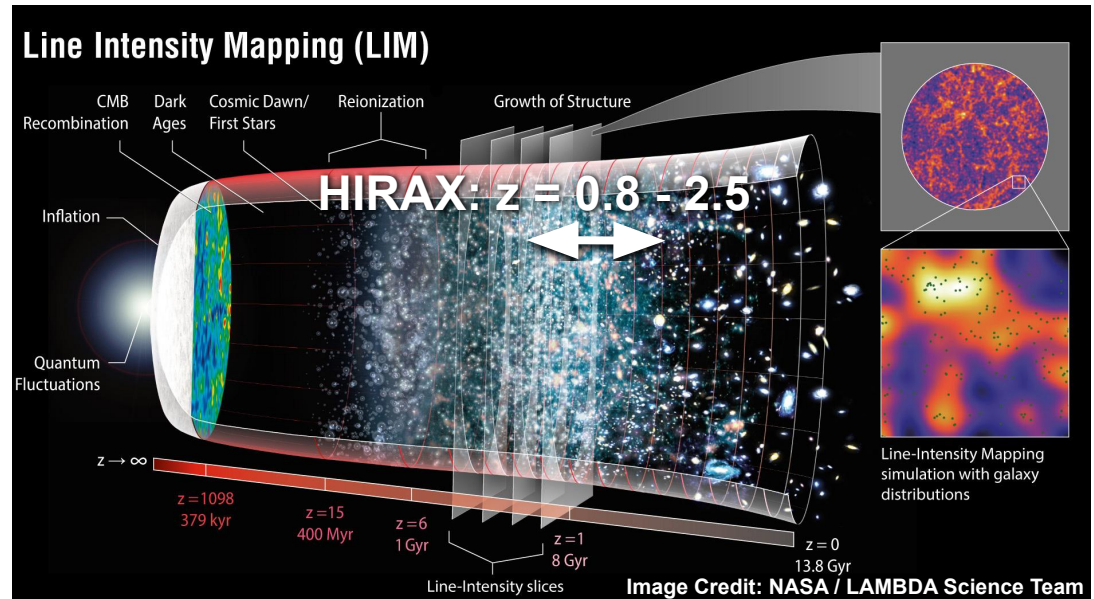 Line Intensity Mapping (LIM)
CMB
Recombination
Dark
Ages
Cosmic Dawn/
First Stars
Reionization
Growth of Structure
HIRAX: z = 0.8 - 2.5
Inflation
Quantum
Fluctuations
Line-Intensity Mapping
simulation with galaxy
distributions
z → ∞
z = 1098
379 kyr
z = 15
400 Myr
z = 6
1 Gyr
z = 1
8 Gyr
z = 0
13.8 Gyr
Line-Intensity slices
Image Credit: NASA / LAMBDA Science Team